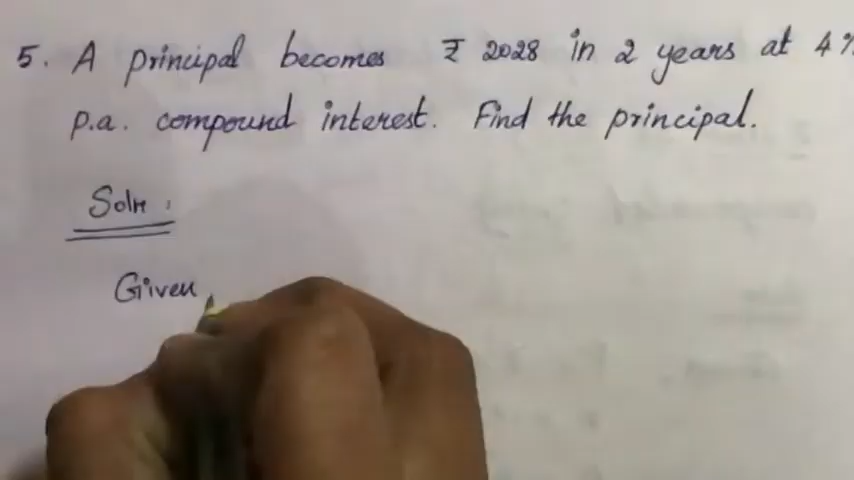 5. A principal becomes ₹ 2028 in 2 years at 4%
p.a. compound interest. Find the principal.
Soln :
Given